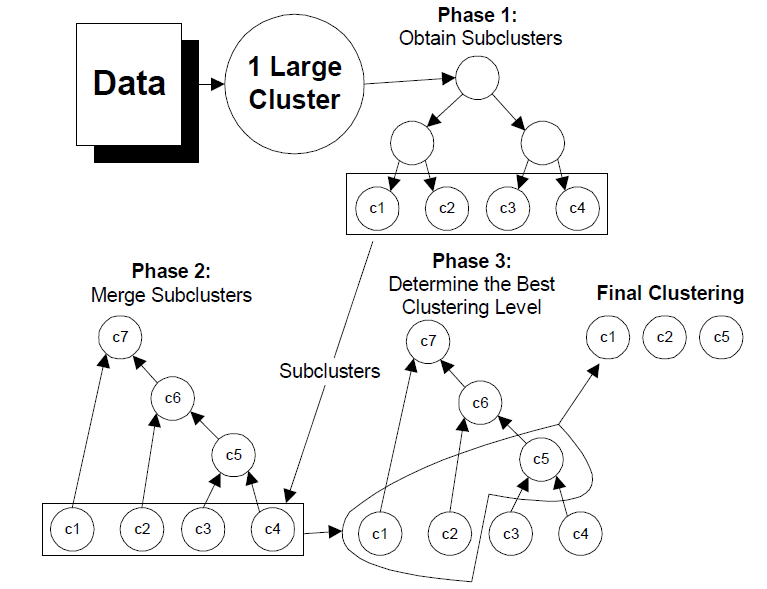 Data
1 Large
Cluster
Phase 1:
Obtain Subclusters
c1
c2
c3
c4
Phase 2:
Merge Subclusters
c7
c6
c5
c1
c2
c3
c4
Subclusters
Phase 3:
Determine the Best
Clustering Level
c7
c6
c5
c1
c2
c3
c4
Final Clustering
c1
c2
c5